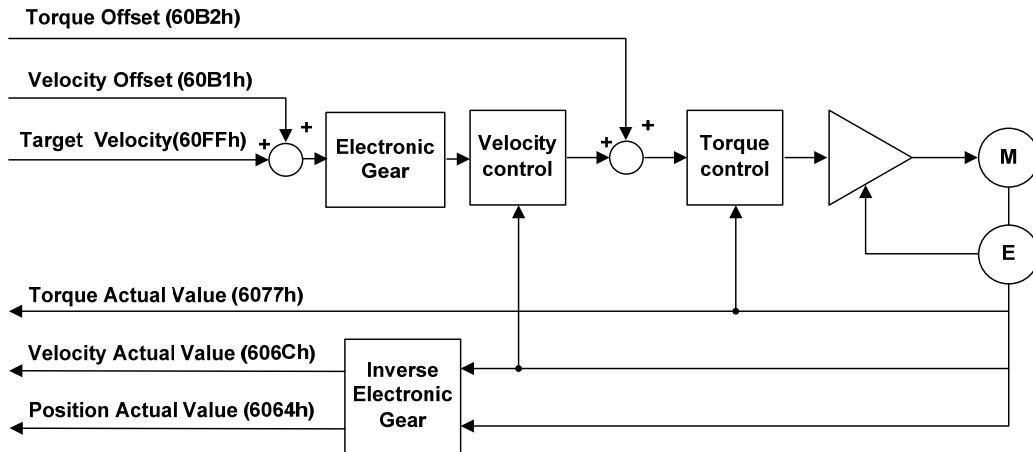 Torque Offset (60B2h)
Velocity Offset (60B1h)
Target Velocity(60FFh)
+
+
Electronic
Gear
Velocity
control
+
+
Torque
control
M
E
Torque Actual Value (6077h)
Velocity Actual Value (606Ch)
Position Actual Value (6064h)
Inverse
Electronic
Gear